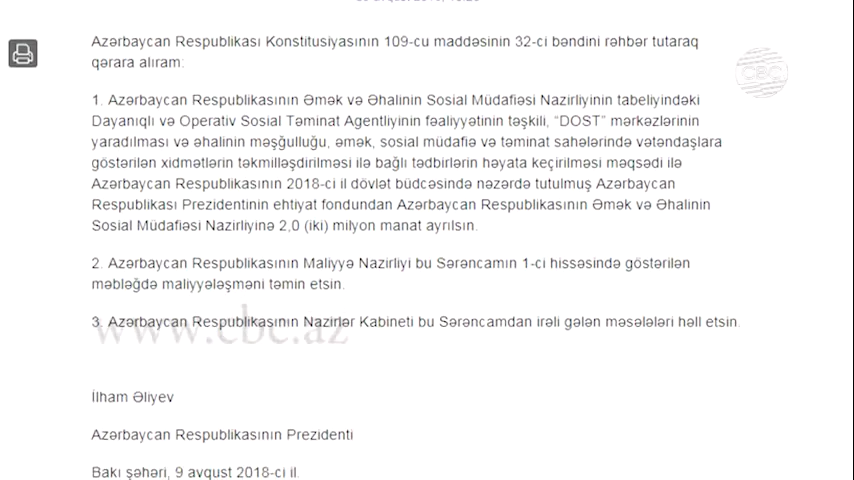 Azərbaycan Respublikası Konstitusiyasının 109-cu maddəsinin 32-ci bəndini rəhbər tutaraq
qərara alıram:
CBC
1. Azərbaycan Respublikasının Əmək və Əhalinin Sosial Müdafiəsi Nazirliyinin tabeliyindəki
Dayanıqlı və Operativ Sosial Təminat Agentliyinin fəaliyyətinin təşkili, “DOST” mərkəzlərinin
yaradılması və əhalinin məşğulluğu, əmək, sosial müdafiə və təminat sahələrində vətəndaşlara
göstərilən xidmətlərin təkmilləşdirilməsi ilə bağlı tədbirlərin həyata keçirilməsi məqsədi ilə
Azərbaycan Respublikasının 2018-ci il dövlət büdcəsində nəzərdə tutulmuş Azərbaycan
Respublikası Prezidentinin ehtiyat fondundan Azərbaycan Respublikasının Əmək və Əhalinin
Sosial Müdafiəsi Nazirliyinə 2,0 (iki) milyon manat ayrılsın.
2. Azərbaycan Respublikasının Maliyyə Nazirliyi bu Sərəncamın 1-ci hissəsində göstərilən
məbləğdə maliyyələşməni təmin etsin.
3. Azərbaycan Respublikasının Nazirlər Kabineti bu Sərəncamdan irəli gələn məsələləri həll etsin.
www.cbc.az
İlham Əliyev
Azərbaycan Respublikasının Prezidenti
Bakı şəhəri, 9 avqust 2018-ci il.